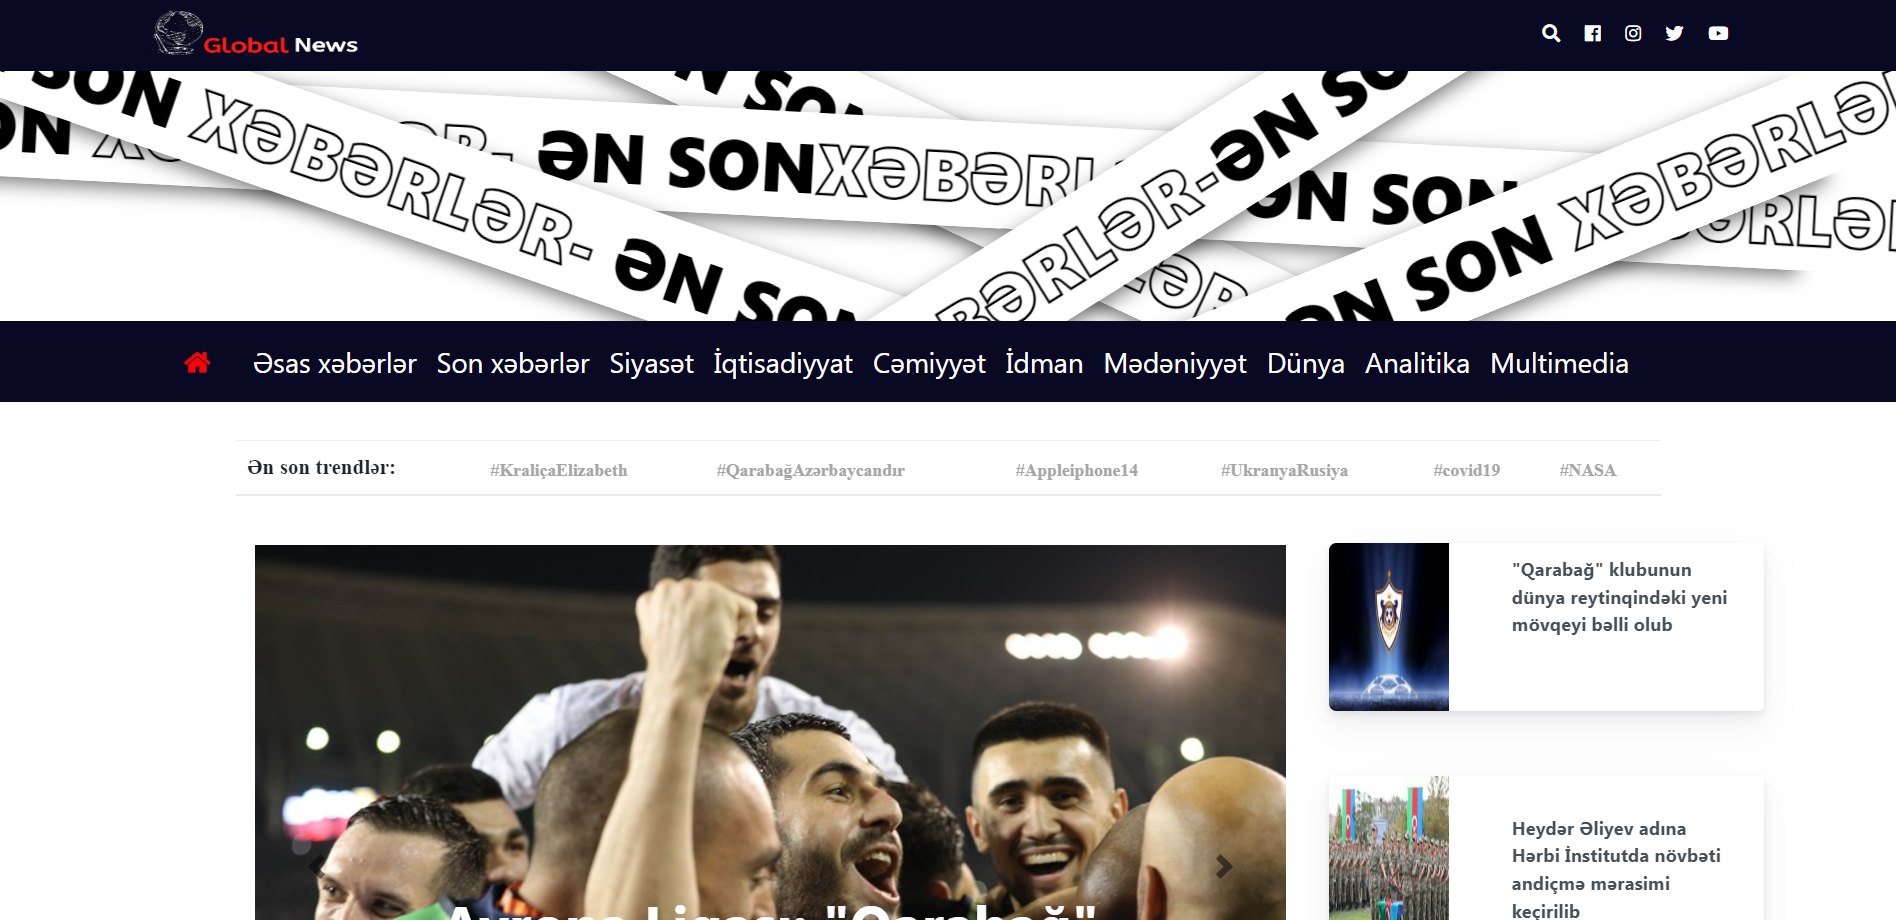 Global News
SON XƏBƏRLƏR- ƏN SON
ƏN SONXƏBƏRL
XƏBƏRLƏR-ƏN SON
ƏN SON XƏBƏRLƏR
Əsas xəbərlər Son xəbərlər Siyasət İqtisadiyyat Cəmiyyət İdman Mədəniyyət Dünya Analitika Multimedia
Ən son trendlər: #KraliçaElizabeth #QarabağAzərbaycandır #Appleiphone14 #UkranyaRusiya #covid19 #NASA
"Qarabağ" klubunun
dünya reytinqindəki yeni
mövqeyi bəlli olub
Heydər Əliyev adına
Hərbi İnstitutda növbəti
andiçmə mərasimi
keçirilib
Avropa Liqası: "Qarabağ"